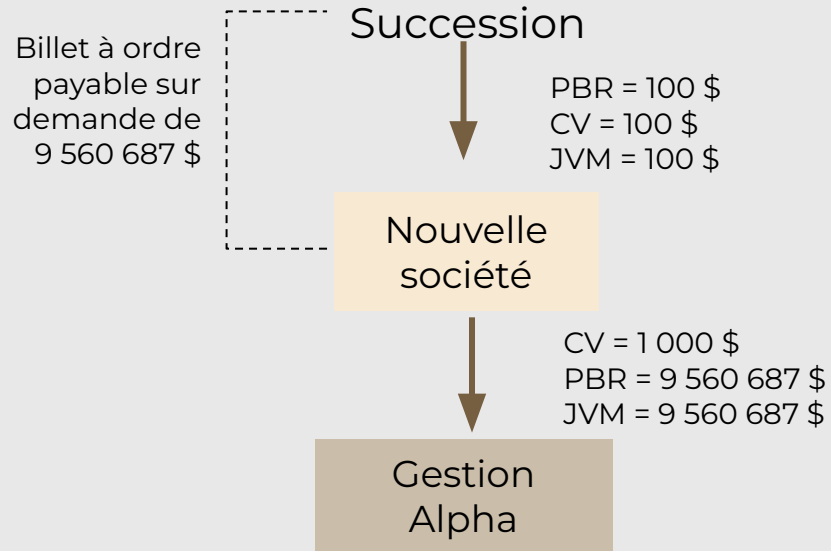 Succession
Billet à ordre
payable sur
demande de
9 560 687 $
PBR = 100 $
CV = 100 $
JVM = 100 $
Nouvelle
société
CV = 1 000 $
PBR = 9 560 687 $
JVM = 9 560 687 $
Gestion
Alpha